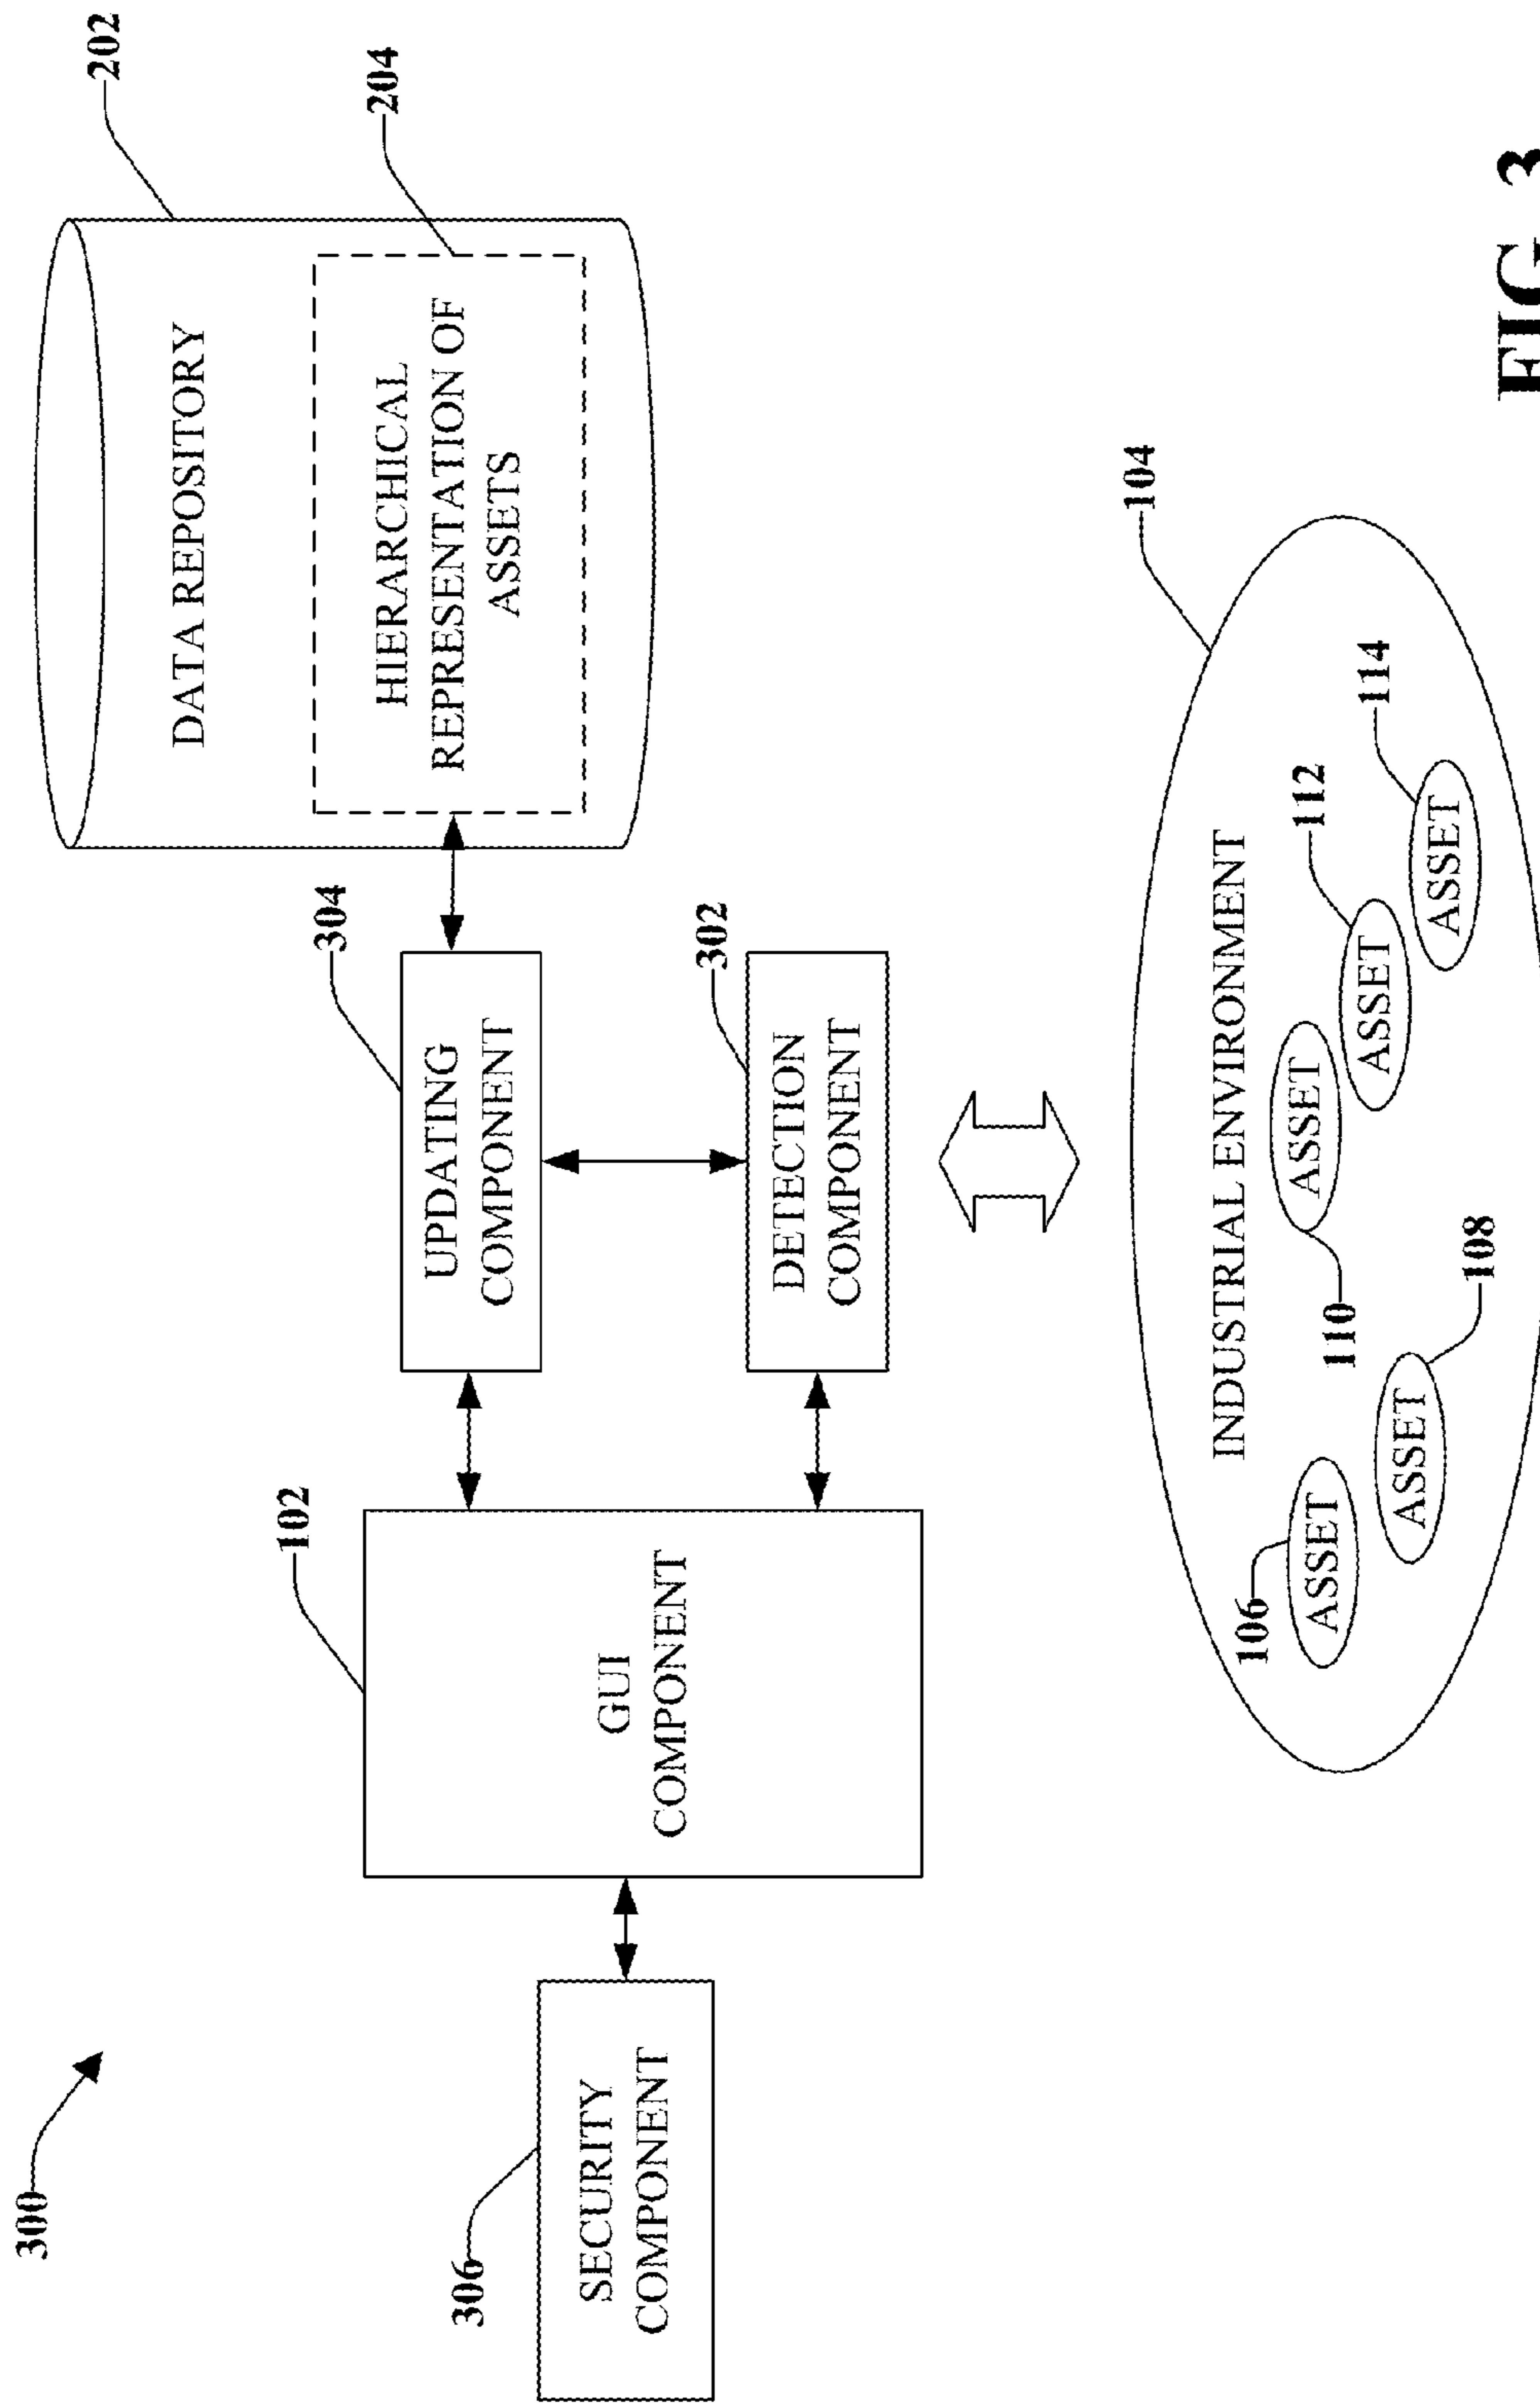 300
202
DATA REPOSITORY
204
HIERARCHICAL
REPRESENTATION OF
ASSETS
304
UPDATING
COMPONENT
302
DETECTION
COMPONENT
102
GUI
COMPONENT
306
SECURITY
COMPONENT
104
INDUSTRIAL ENVIRONMENT
106
ASSET
108
ASSET
110
ASSET
112
ASSET
114
ASSET
FIG. 3